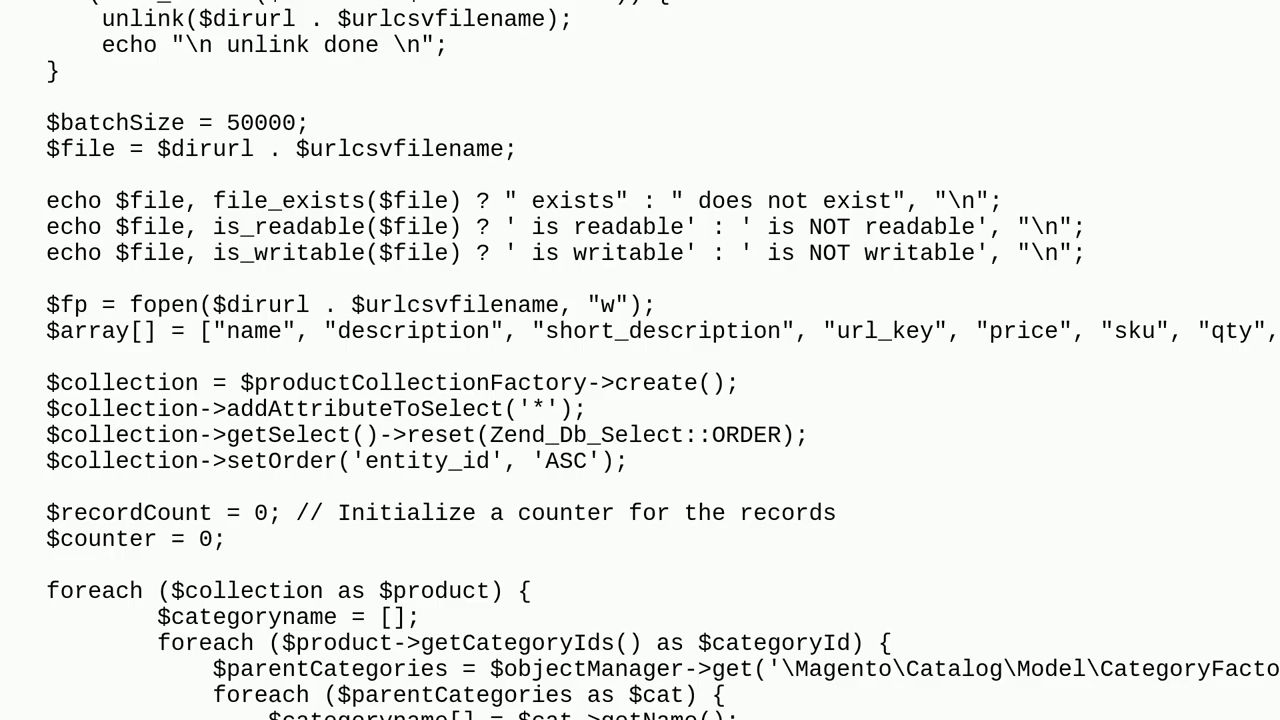 unlink($dirurl . $urlcsvfilename);
echo "\n unlink done \n";
}
$batchSize = 50000;
$file = $dirurl . $urlcsvfilename;
echo $file, file_exists($file) ? " exists" : " does not exist", "\n";
echo $file, is_readable($file) ? ' is readable' : ' is NOT readable', "\n";
echo $file, is_writable($file) ? ' is writable' : ' is NOT writable', "\n";
$fp = fopen($dirurl . $urlcsvfilename, "w");
$array[] = ["name", "description", "short_description", "url_key", "price", "sku", "qty",
$collection = $productCollectionFactory->create();
$collection->addAttributeToSelect('*');
$collection->getSelect()->reset(Zend_Db_Select::ORDER);
$collection->setOrder('entity_id', 'ASC');
$recordCount = 0; // Initialize a counter for the records
$counter = 0;
foreach ($collection as $product) {
$categoryname = [];
foreach ($product->getCategoryIds() as $categoryId) {
$parentCategories = $objectManager->get('\Magento\Catalog\Model\CategoryFacto
foreach ($parentCategories as $cat) {
$categoryname[] = $cat->getName();